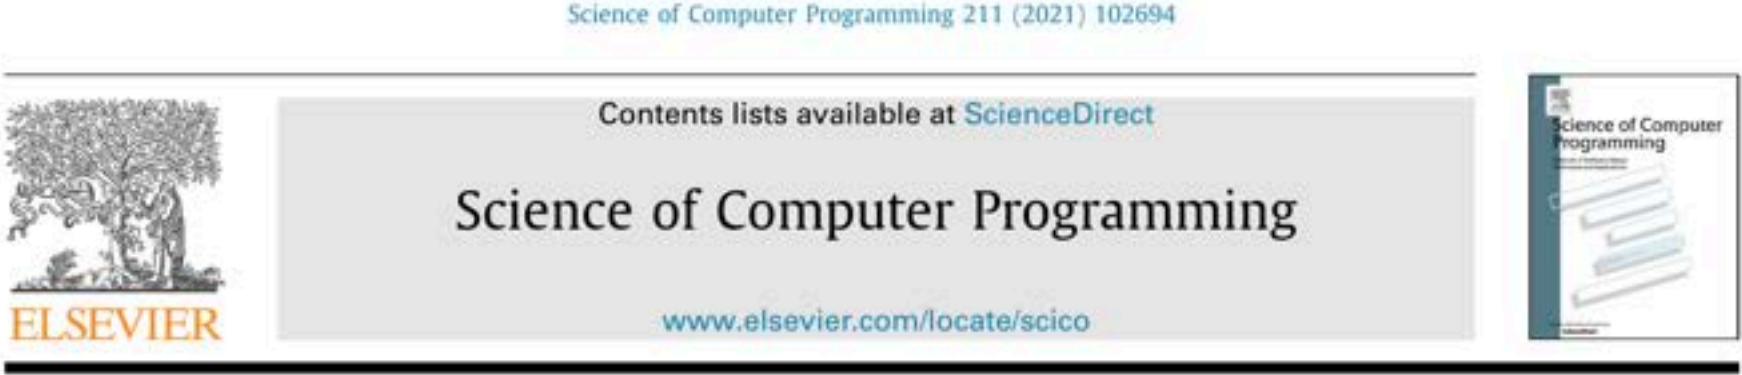 Science of Computer Programming 211 (2021) 102694
Contents lists available at ScienceDirect
Science of Computer Programming
www.elsevier.com/locate/scico
ELSEVIER
Science of Computer
Programming